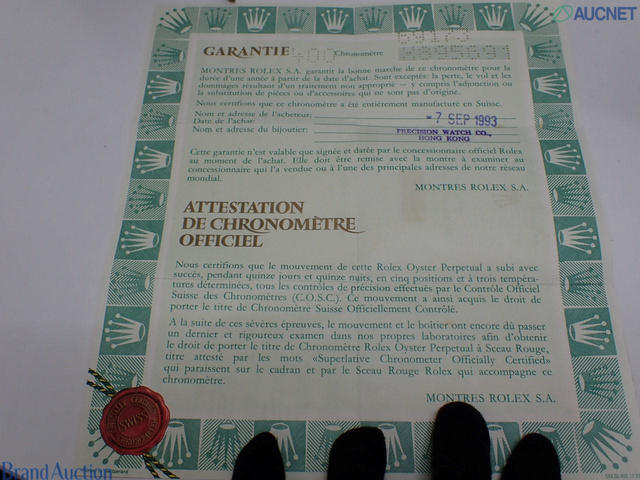 AUCNET
69173
GARANTIE 400 Chronomètre
MONTRES ROLEX S.A. garantit la bonne marche de ce chronomètre pour la
durée d'une année à partir de la date d'achat. Sont exceptés: la perte, le vol et les
dommages résultant d'un traitement non approprié – y compris l'adjonction ou
la substitution de pièces ou d'accessoires qui ne sont pas d'origine.
Nous certifions que ce chronomètre a été entièrement manufacturé en Suisse.
Nom et adresse de l'acheteur:
Date de l'achat: -7 SEP 1993
Nom et adresse du bijoutier: PRECISION WATCH CO.,
HONG KONG
Cette garantie n'est valable que signée et datée par le concessionnaire officiel Rolex
au moment de l'achat. Elle doit être remise avec la montre à examiner au
concessionnaire qui l'a vendue ou à l'une des principales adresses de notre réseau
mondial.
MONTRES ROLEX S.A.
ATTESTATION
DE CHRONOMÈTRE
OFFICIEL
Nous certifions que le mouvement de cette Rolex Oyster Perpetual a subi avec
succès, pendant quinze jours et quinze nuits, en cinq positions et à trois tempéra-
tures déterminées, tous les contrôles de précision effectués par le Contrôle Officiel
Suisse des Chronomètres (C.O.S.C.). Ce mouvement a ainsi acquis le droit de
porter le titre de Chronomètre Suisse Officiellement Contrôlé.
A la suite de ces sévères épreuves, le mouvement et le boîtier ont encore dû passer
un dernier et rigoureux examen dans nos propres laboratoires afin d'obtenir
le droit de porter le titre de Chronomètre Rolex Oyster Perpetual à Sceau Rouge,
titre attesté par les mots «Superlative Chronometer Officially Certified»
qui paraissent sur le cadran et par le Sceau Rouge Rolex qui accompagne ce
chronomètre.
MONTRES ROLEX S.A.
SWISS
Brand Auction